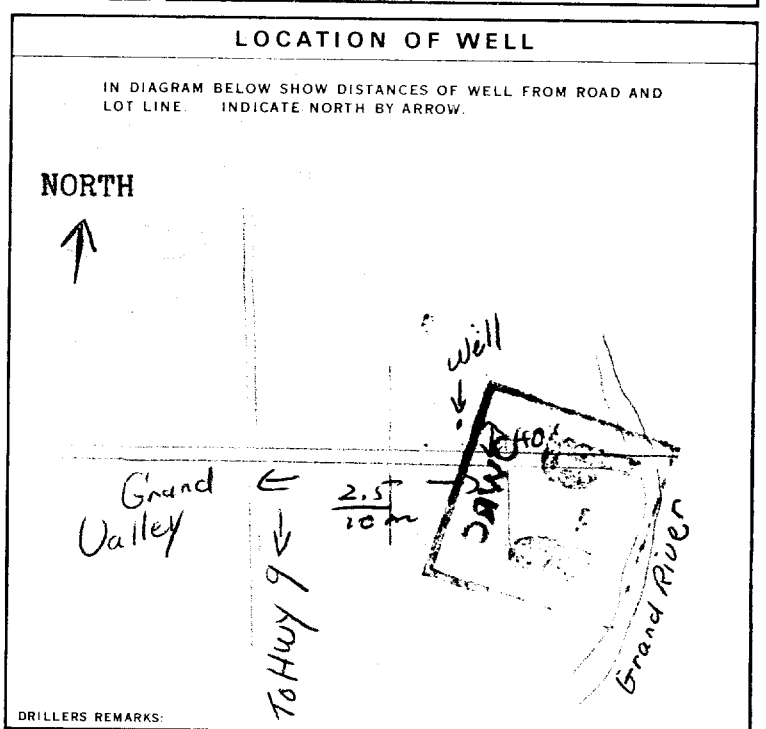 LOCATION OF WELL
IN DIAGRAM BELOW SHOW DISTANCES OF WELL FROM ROAD AND
LOT LINE. INDICATE NORTH BY ARROW.
NORTH
Well
40'
Grand
Valley
2.5
10 m
To Hwy 9
Grand River
DRILLERS REMARKS: